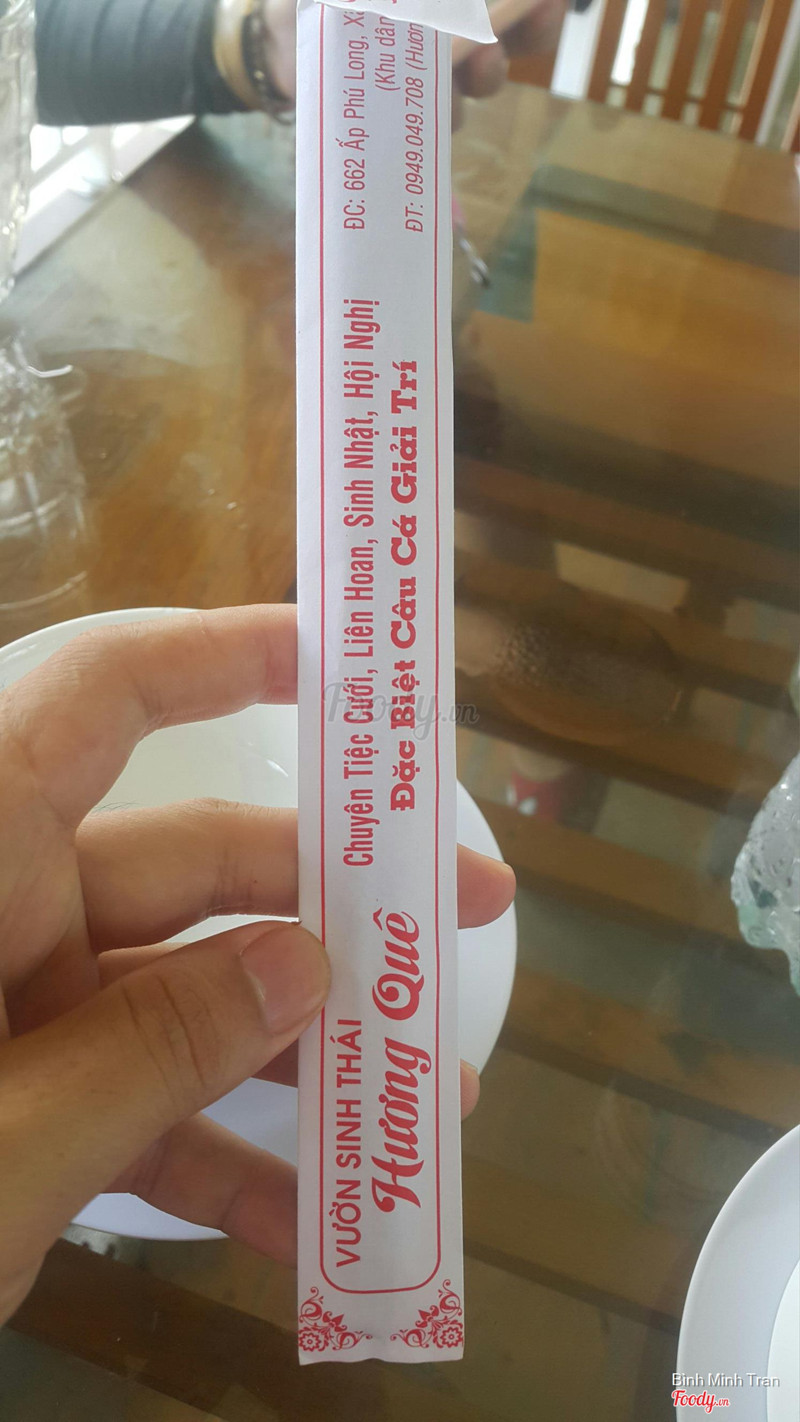 VƯỜN SINH THÁI
Hương Quê
Chuyên Tiệc Cưới, Liên Hoan, Sinh Nhật, Hội Nghị
Đặc Biệt Câu Cá Giải Trí
ĐC: 662 Ấp Phú Long,
(Khu dân
ĐT: 0949.049.708
Foody.vn
Binh Minh Tran
Foody.vn